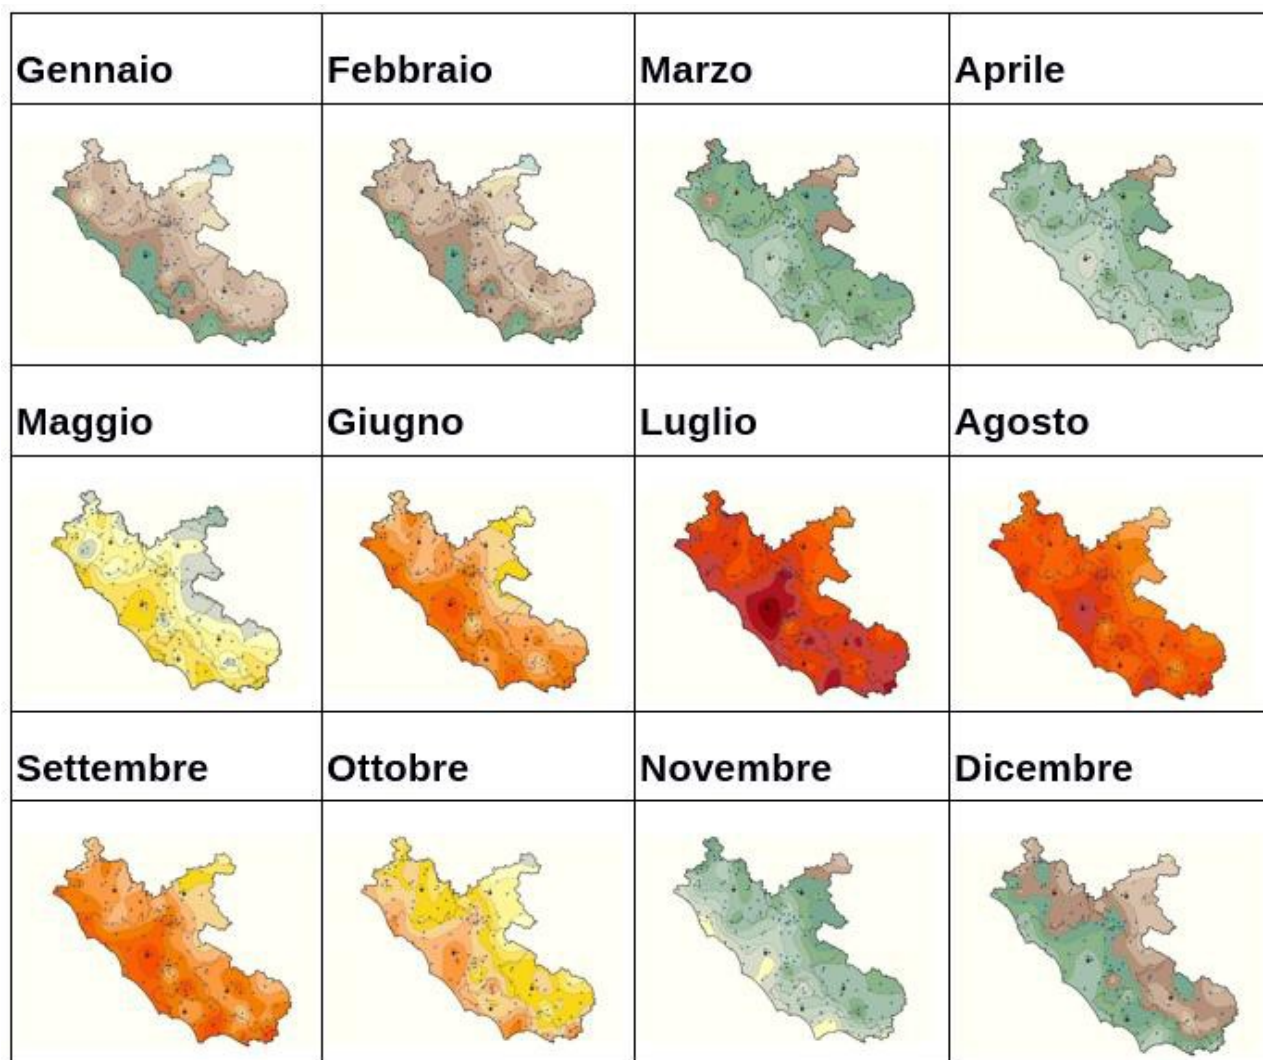 Gennaio
Febbraio
Marzo
Aprile
Maggio
Giugno
Luglio
Agosto
Settembre
Ottobre
Novembre
Dicembre